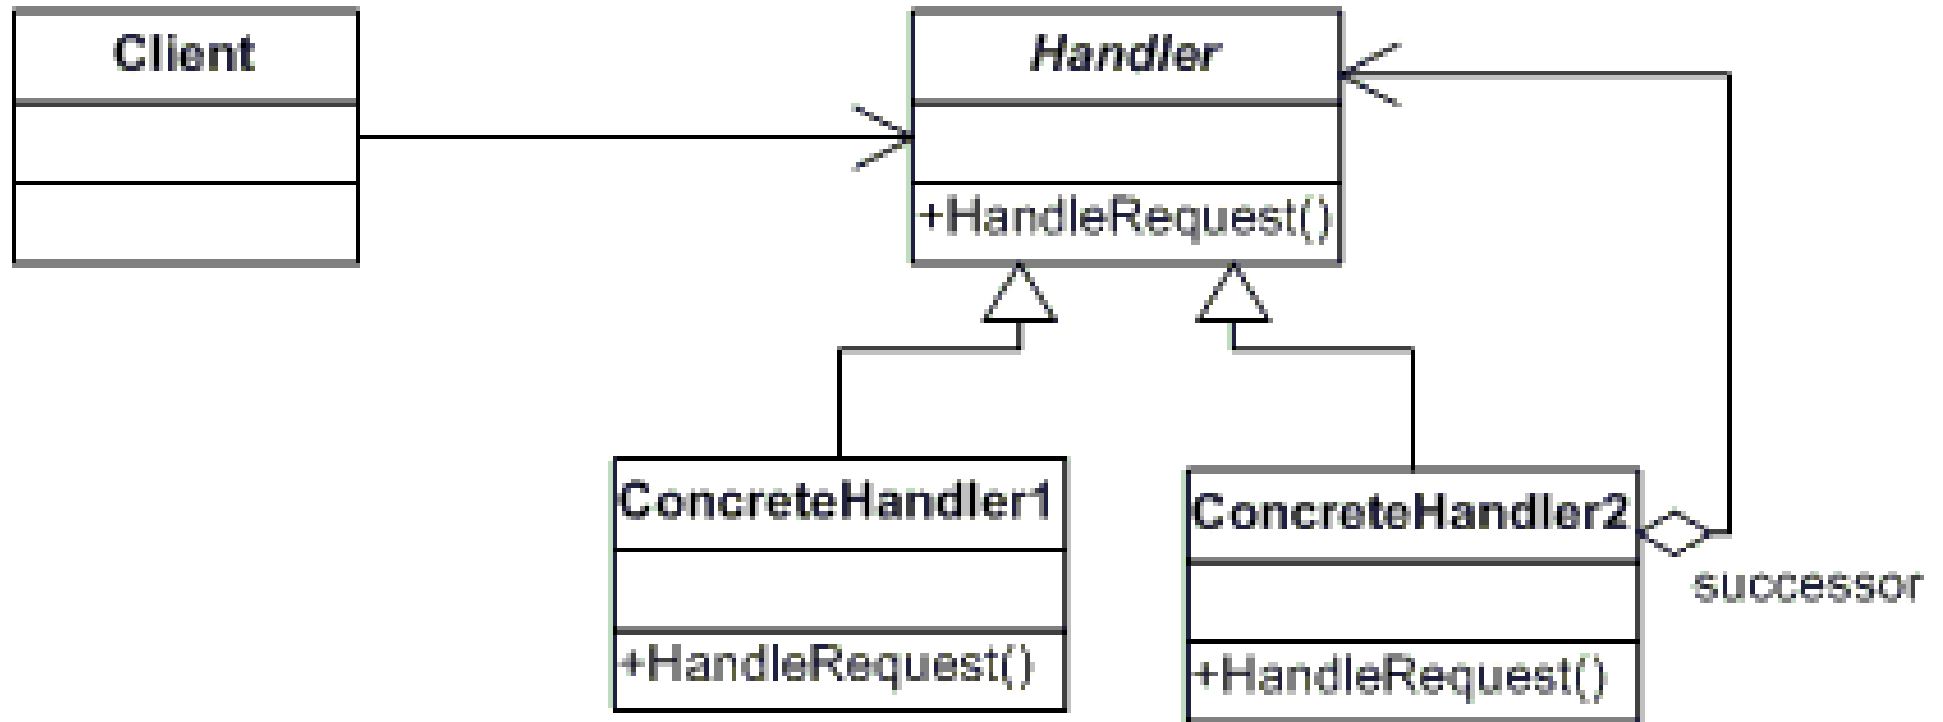 Client
Handler
+HandleRequest()
ConcreteHandler1
+HandleRequest()
ConcreteHandler2
successor
+HandleRequest()